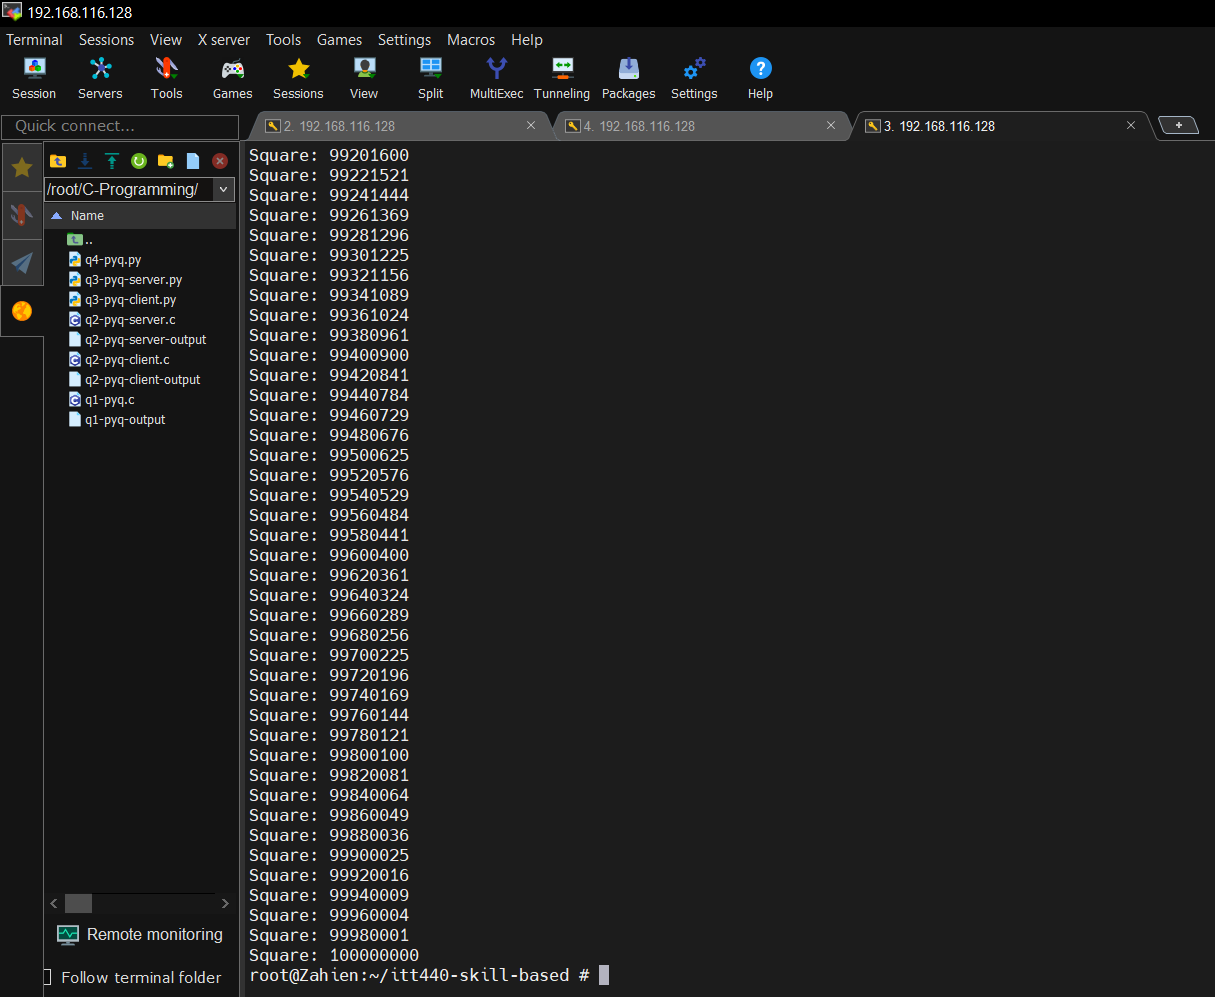 192.168.116.128
Terminal Sessions View X server Tools Games Settings Macros Help
Session Servers Tools Games Sessions View Split MultiExec Tunneling Packages Settings Help
Quick connect...
2. 192.168.116.128
4. 192.168.116.128
3. 192.168.116.128
/root/C-Programming/
Name
..
q4-pyq.py
q3-pyq-server.py
q3-pyq-client.py
q2-pyq-server.c
q2-pyq-server-output
q2-pyq-client.c
q2-pyq-client-output
q1-pyq.c
q1-pyq-output
Remote monitoring
Follow terminal folder
Square: 99201600
Square: 99221521
Square: 99241444
Square: 99261369
Square: 99281296
Square: 99301225
Square: 99321156
Square: 99341089
Square: 99361024
Square: 99380961
Square: 99400900
Square: 99420841
Square: 99440784
Square: 99460729
Square: 99480676
Square: 99500625
Square: 99520576
Square: 99540529
Square: 99560484
Square: 99580441
Square: 99600400
Square: 99620361
Square: 99640324
Square: 99660289
Square: 99680256
Square: 99700225
Square: 99720196
Square: 99740169
Square: 99760144
Square: 99780121
Square: 99800100
Square: 99820081
Square: 99840064
Square: 99860049
Square: 99880036
Square: 99900025
Square: 99920016
Square: 99940009
Square: 99960004
Square: 99980001
Square: 100000000
root@Zahien:~/itt440-skill-based #